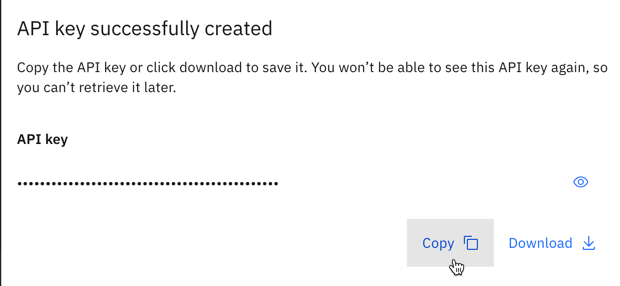 API key successfully created
Copy the API key or click download to save it. You won’t be able to see this API key again, so
you can’t retrieve it later.
API key
••••••••••••••••••••••••••••••••••••••••••••
Copy
Download